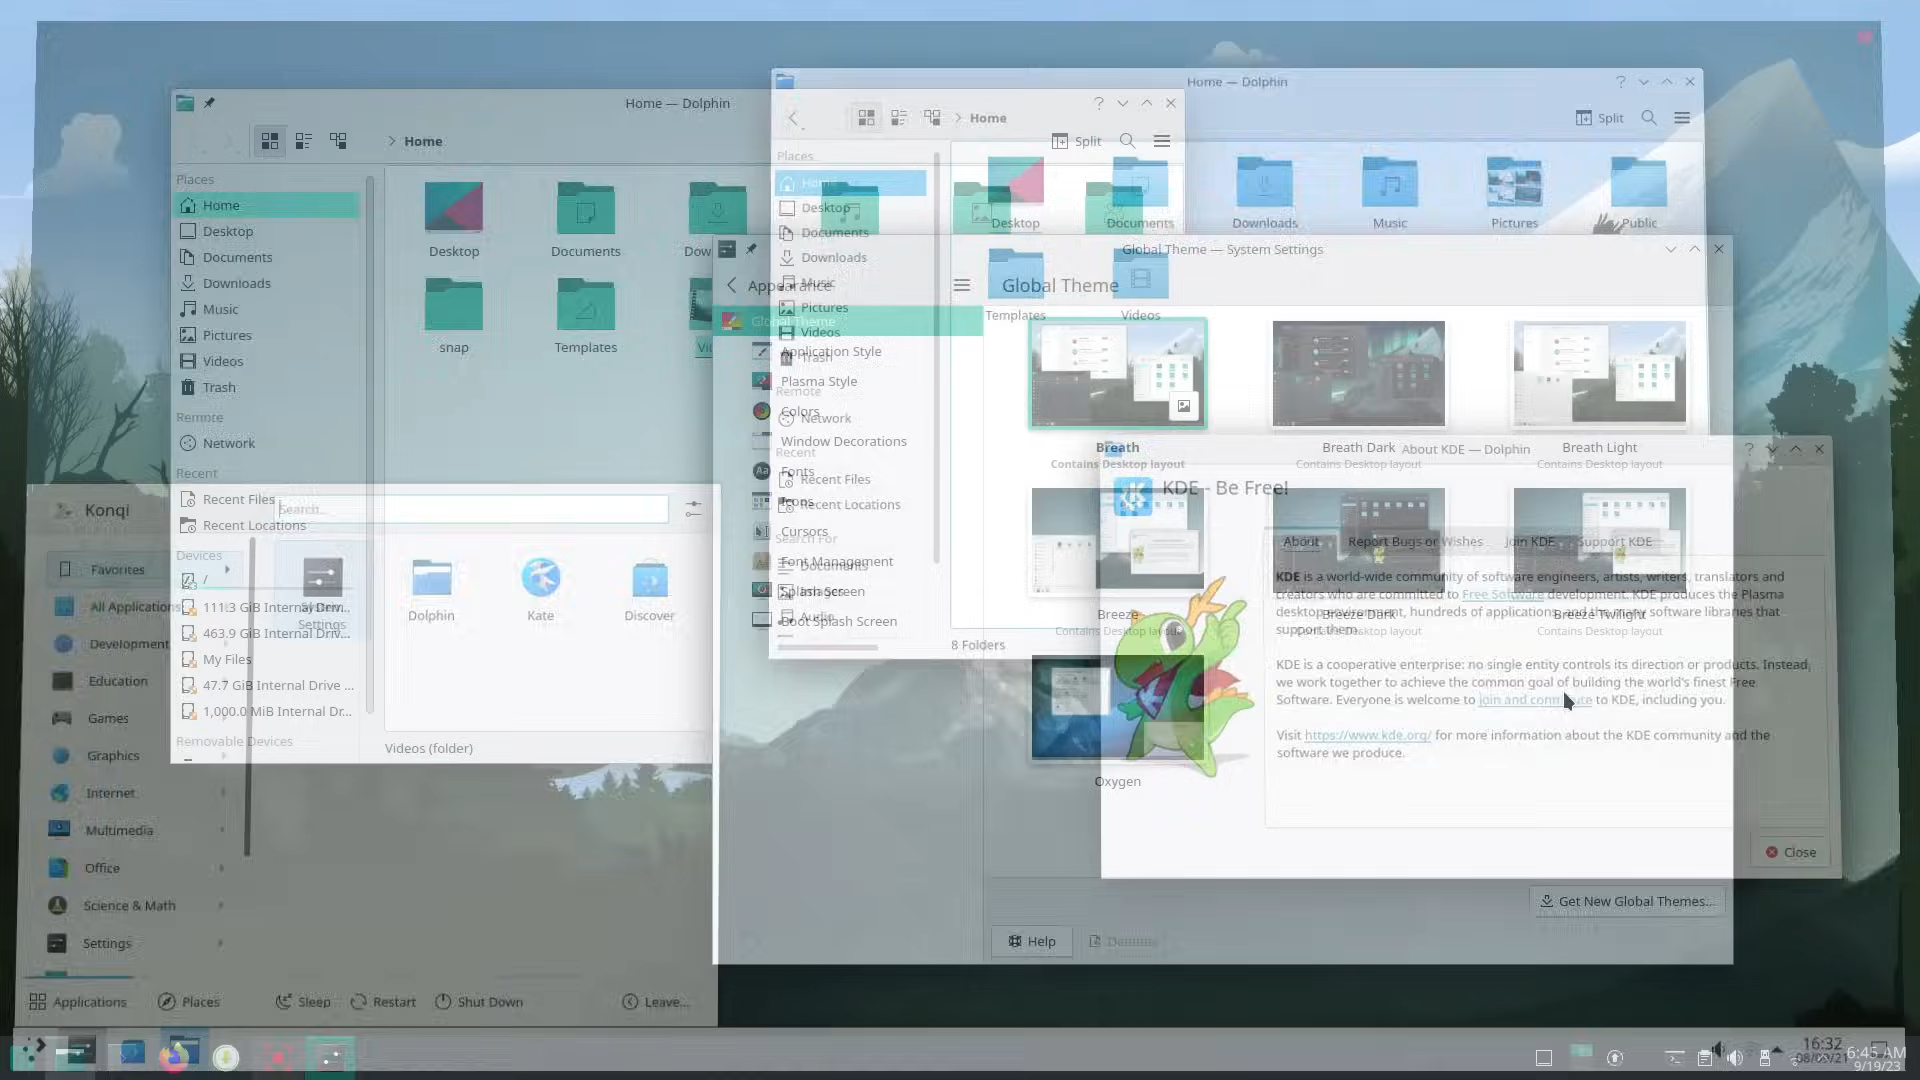 Home — Dolphin
Home
Split
Places
Home
Desktop
Documents
Downloads
Music
Pictures
Videos
Trash
Remote
Network
Recent
Recent Files
Recent Locations
Devices
/
111.3 GiB Internal Driv...
463.9 GiB Internal Driv...
My Files
47.7 GiB Internal Drive ...
1,000.0 MiB Internal Dr...
Removable Devices
Desktop
Documents
snap
Templates
Videos (folder)
Home — Dolphin
Home
Split
Places
Home
Desktop
Documents
Downloads
Music
Pictures
Videos
Trash
Remote
Network
Recent
Recent Files
Recent Locations
Search For
Documents
Images
Audio
Desktop
Documents
Downloads
Music
Pictures
Public
Templates
Videos
8 Folders
Global Theme — System Settings
Appearance
Global Theme
Global Theme
Application Style
Plasma Style
Colors
Window Decorations
Fonts
Icons
Cursors
Font Management
Splash Screen
Boot Splash Screen
Breath
Contains Desktop layout
Breath Dark
Contains Desktop layout
Breath Light
Contains Desktop layout
Breeze
Contains Desktop layout
Breeze Dark
Contains Desktop layout
Breeze Twilight
Contains Desktop layout
Oxygen
Get New Global Themes...
Help
Defaults
About KDE — Dolphin
KDE - Be Free!
About
Report Bugs or Wishes
Join KDE
Support KDE
KDE is a world-wide community of software engineers, artists, writers, translators and
creators who are committed to Free Software development. KDE produces the Plasma
desktop environment, hundreds of applications, and the many software libraries that
support them.
KDE is a cooperative enterprise: no single entity controls its direction or products. Instead,
we work together to achieve the common goal of building the world's finest Free
Software. Everyone is welcome to join and contribute to KDE, including you.
Visit https://www.kde.org/ for more information about the KDE community and the
software we produce.
Close
Konqi
Search...
Favorites
All Applications
Development
Education
Games
Graphics
Internet
Multimedia
Office
Science & Math
Settings
System
Settings
Dolphin
Kate
Discover
Applications
Places
Sleep
Restart
Shut Down
Leave...
16:32
08/09/21
6:45 AM
9/19/23